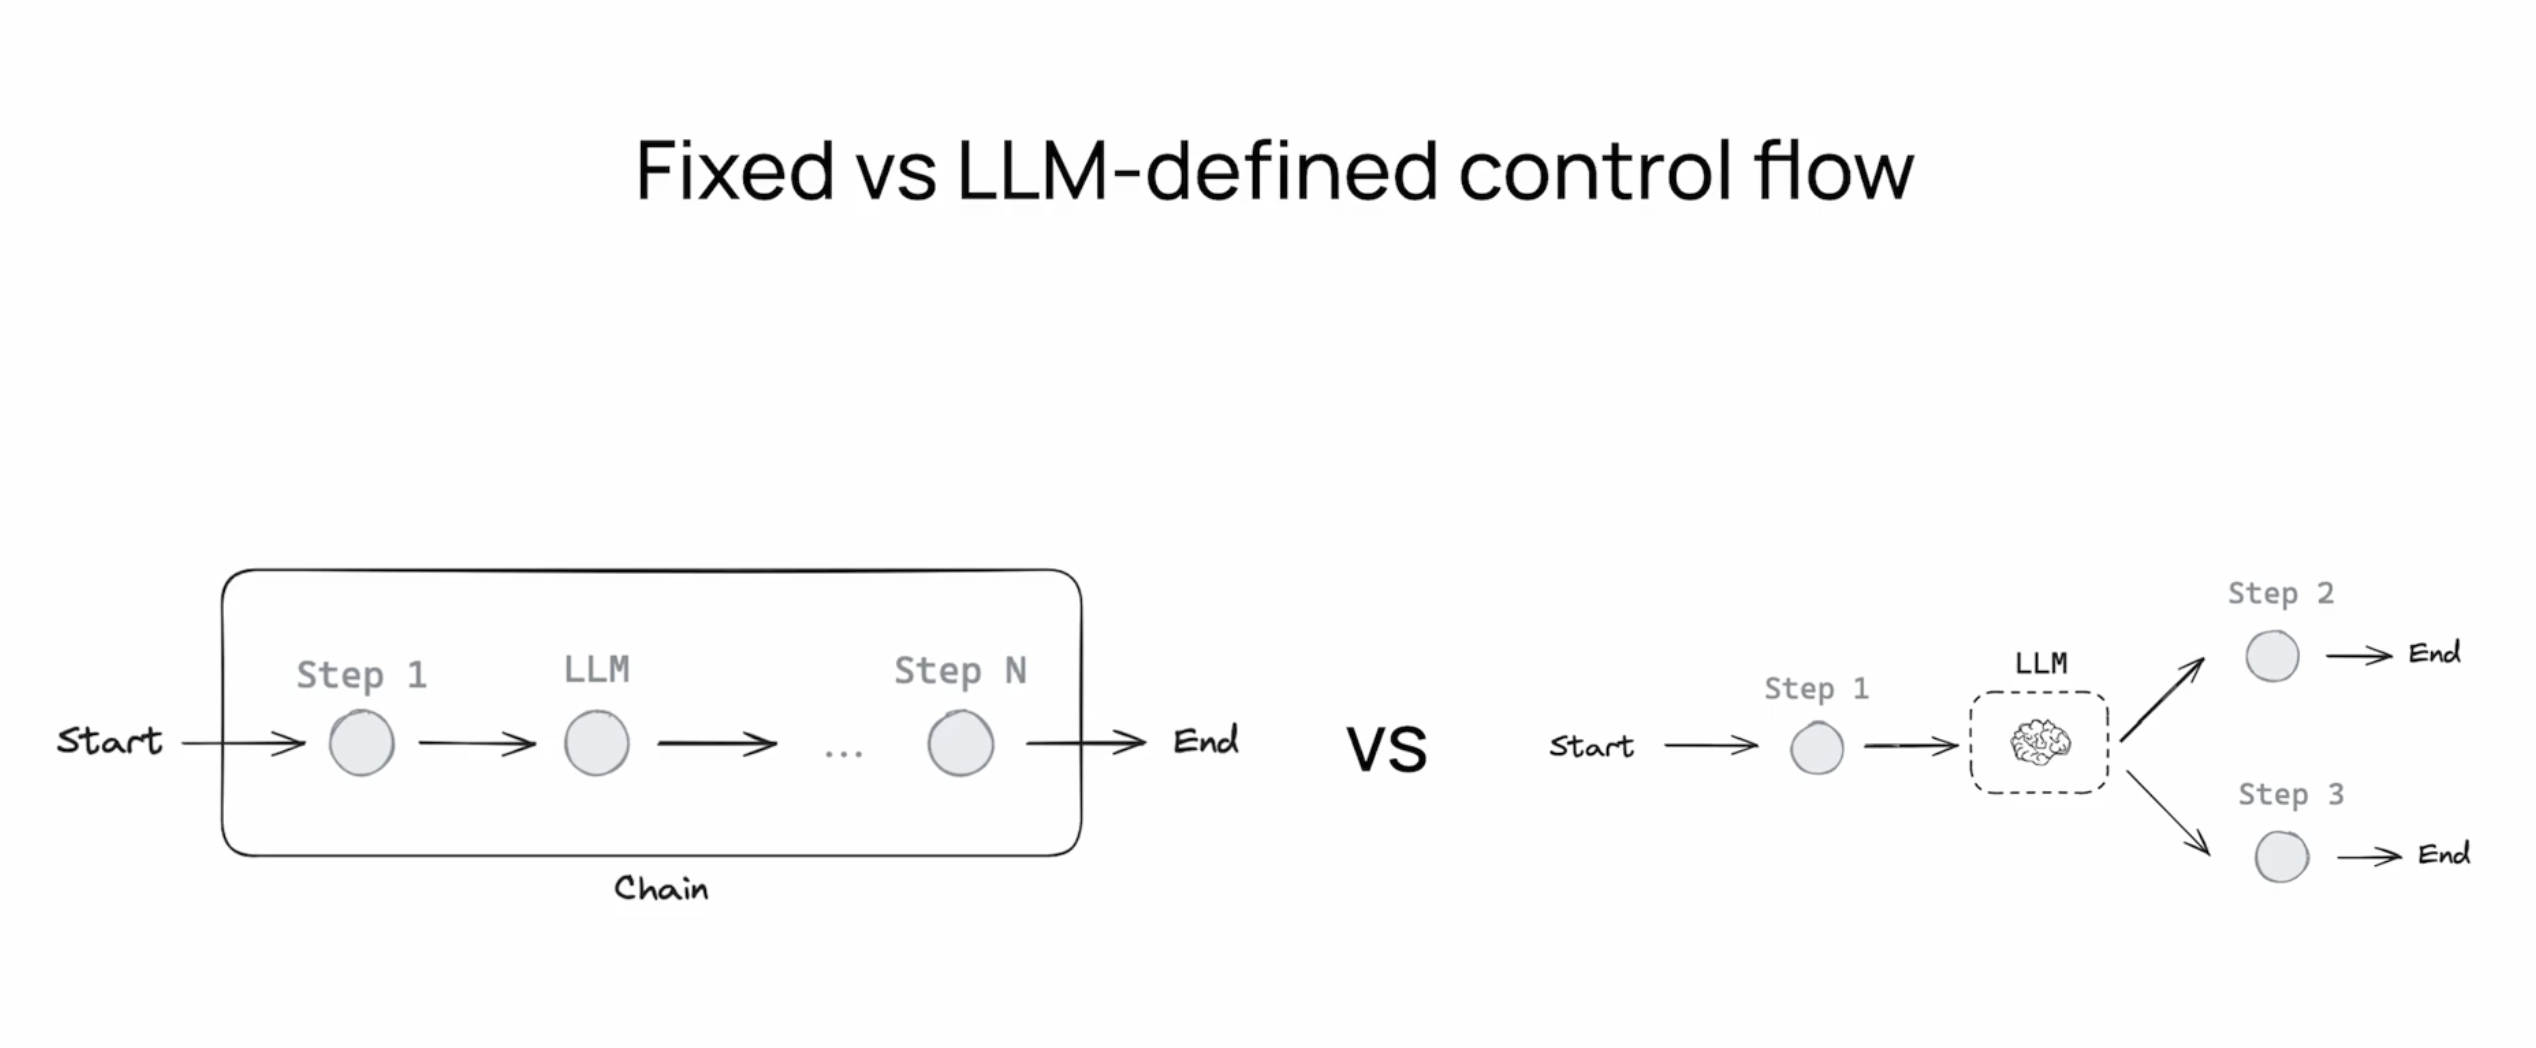 Fixed vs LLM-defined control flow
Start
Step 1
LLM
...
Step N
End
Chain
vs
Start
Step 1
LLM
Step 2
End
Step 3
End